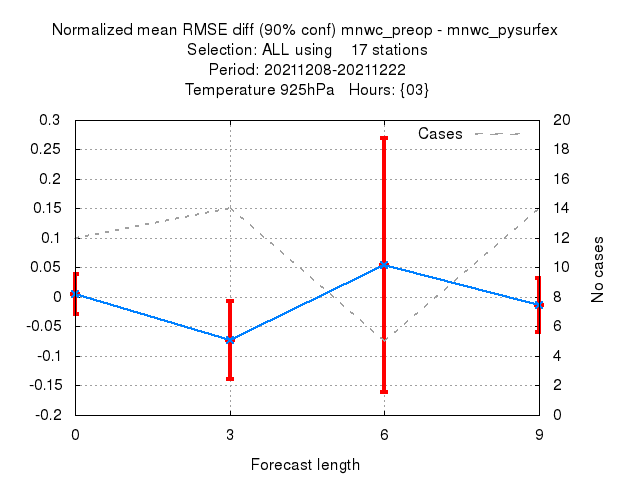 Normalized mean RMSE diff (90% conf) mnwc_preop - mnwc_pysurfex
Selection: ALL using 17 stations
Period: 20211208-20211222
Temperature 925hPa Hours: {03}
0.3 20
Cases
0.25 18
0.2 16
0.15 14
0.1 12
0.05 10
0 8
-0.05 6
-0.1 4
-0.15 2
-0.2 0
No cases
0 3 6 9
Forecast length